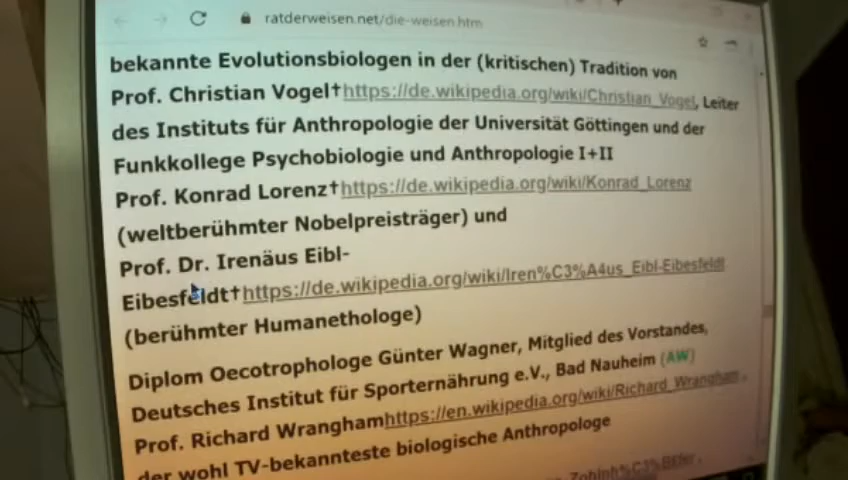 ratderweisen.net/die-weisen.htm
bekannte Evolutionsbiologen in der (kritischen) Tradition von
Prof. Christian Vogel†https://de.wikipedia.org/wiki/Christian_Vogel, Leiter
des Instituts für Anthropologie der Universität Göttingen und der
Funkkollege Psychobiologie und Anthropologie I+II
Prof. Konrad Lorenz†https://de.wikipedia.org/wiki/Konrad_Lorenz
(weltberühmter Nobelpreisträger) und
Prof. Dr. Irenäus Eibl-
Eibesfeldt†https://de.wikipedia.org/wiki/Iren%C3%A4us_Eibl-Eibesfeldt
(berühmter Humanethologe)
Diplom Oecotrophologe Günter Wagner, Mitglied des Vorstandes,
Deutsches Institut für Sporternährung e.V., Bad Nauheim (AW)
Prof. Richard Wranghamhttps://en.wikipedia.org/wiki/Richard_Wrangham,
der wohl TV-bekannteste biologische Anthropologe